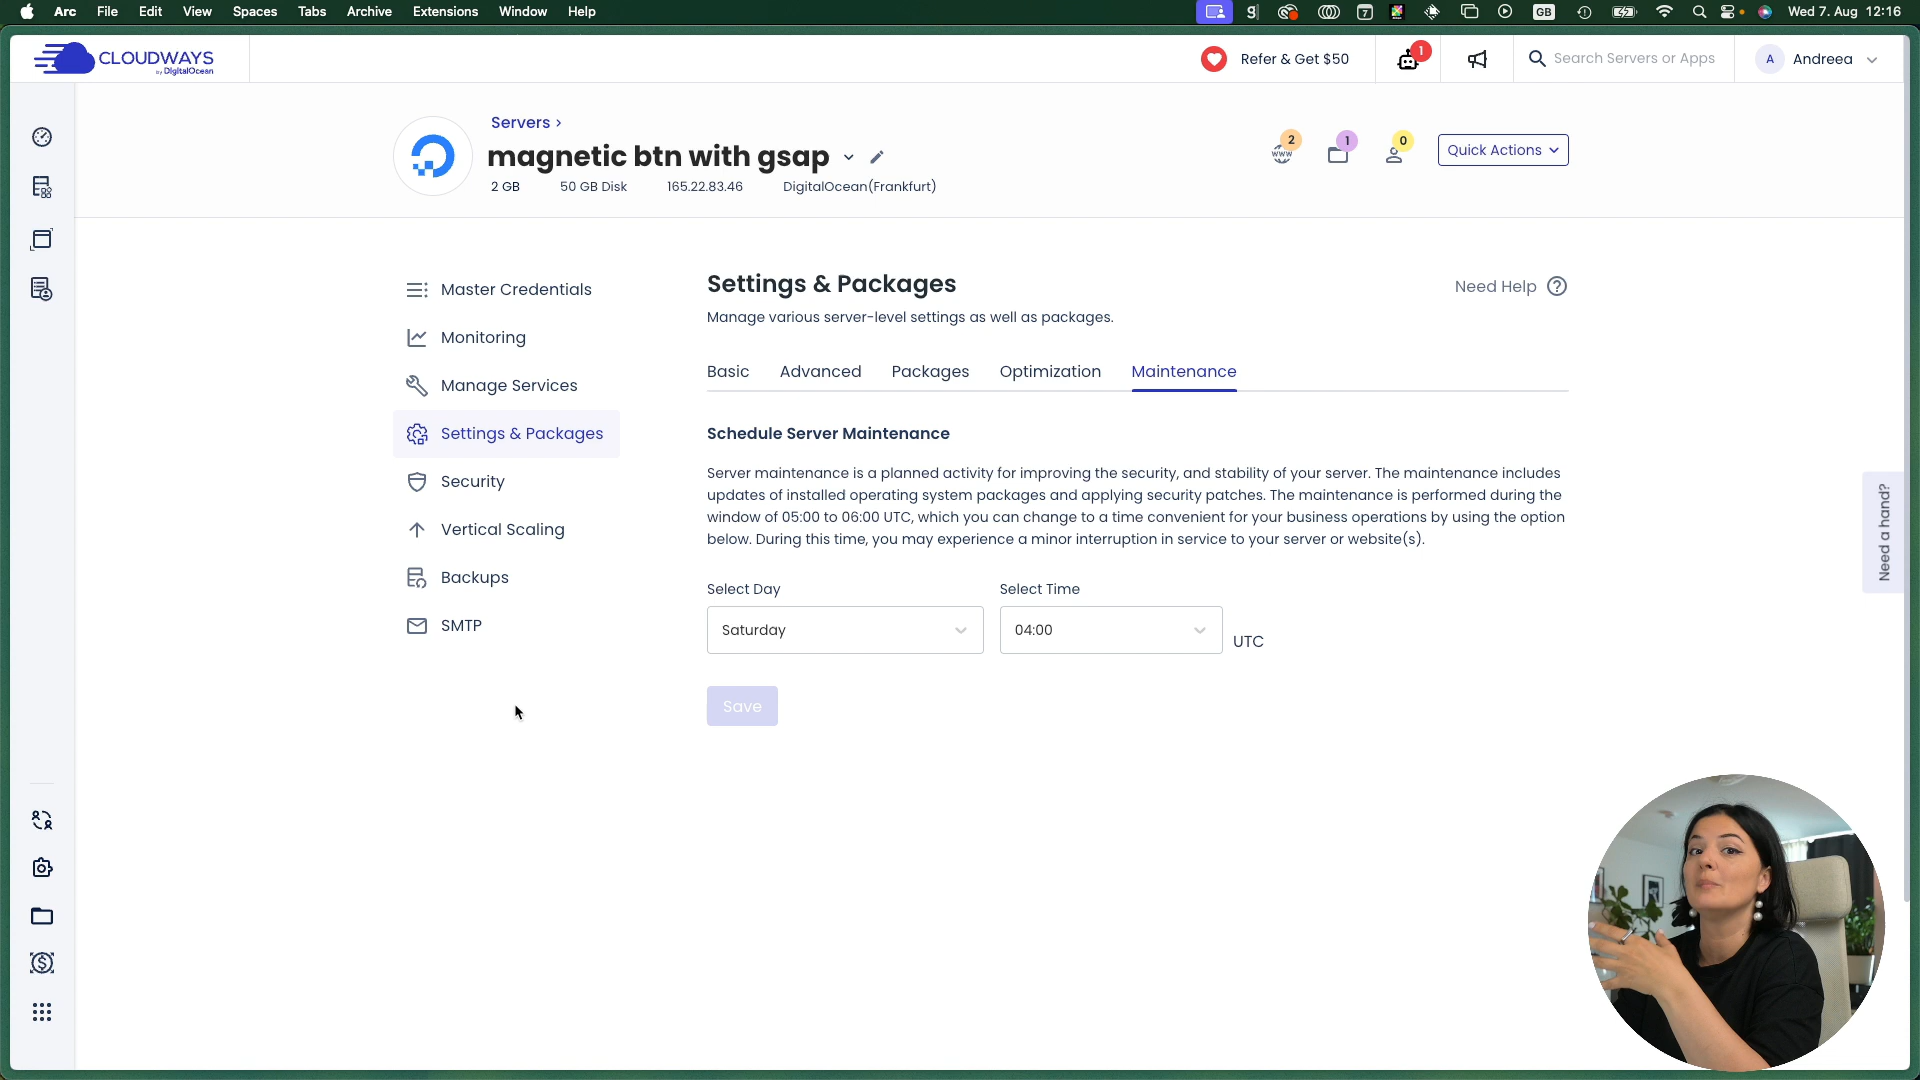 Arc File Edit View Spaces Tabs Archive Extensions Window Help
7 GB Wed 7. Aug 12:16
CLOUDWAYS
by DigitalOcean
Refer & Get $50
1
Search Servers or Apps
A Andreea
Servers ›
magnetic btn with gsap
2 GB 50 GB Disk 165.22.83.46 DigitalOcean(Frankfurt)
2 1 0
www
Quick Actions
Master Credentials
Monitoring
Manage Services
Settings & Packages
Security
Vertical Scaling
Backups
SMTP
Settings & Packages
Need Help ?
Manage various server-level settings as well as packages.
Basic Advanced Packages Optimization Maintenance
Schedule Server Maintenance
Server maintenance is a planned activity for improving the security, and stability of your server. The maintenance includes
updates of installed operating system packages and applying security patches. The maintenance is performed during the
window of 05:00 to 06:00 UTC, which you can change to a time convenient for your business operations by using the option
below. During this time, you may experience a minor interruption in service to your server or website(s).
Select Day Select Time
Saturday 04:00 UTC
Save
Need a hand?